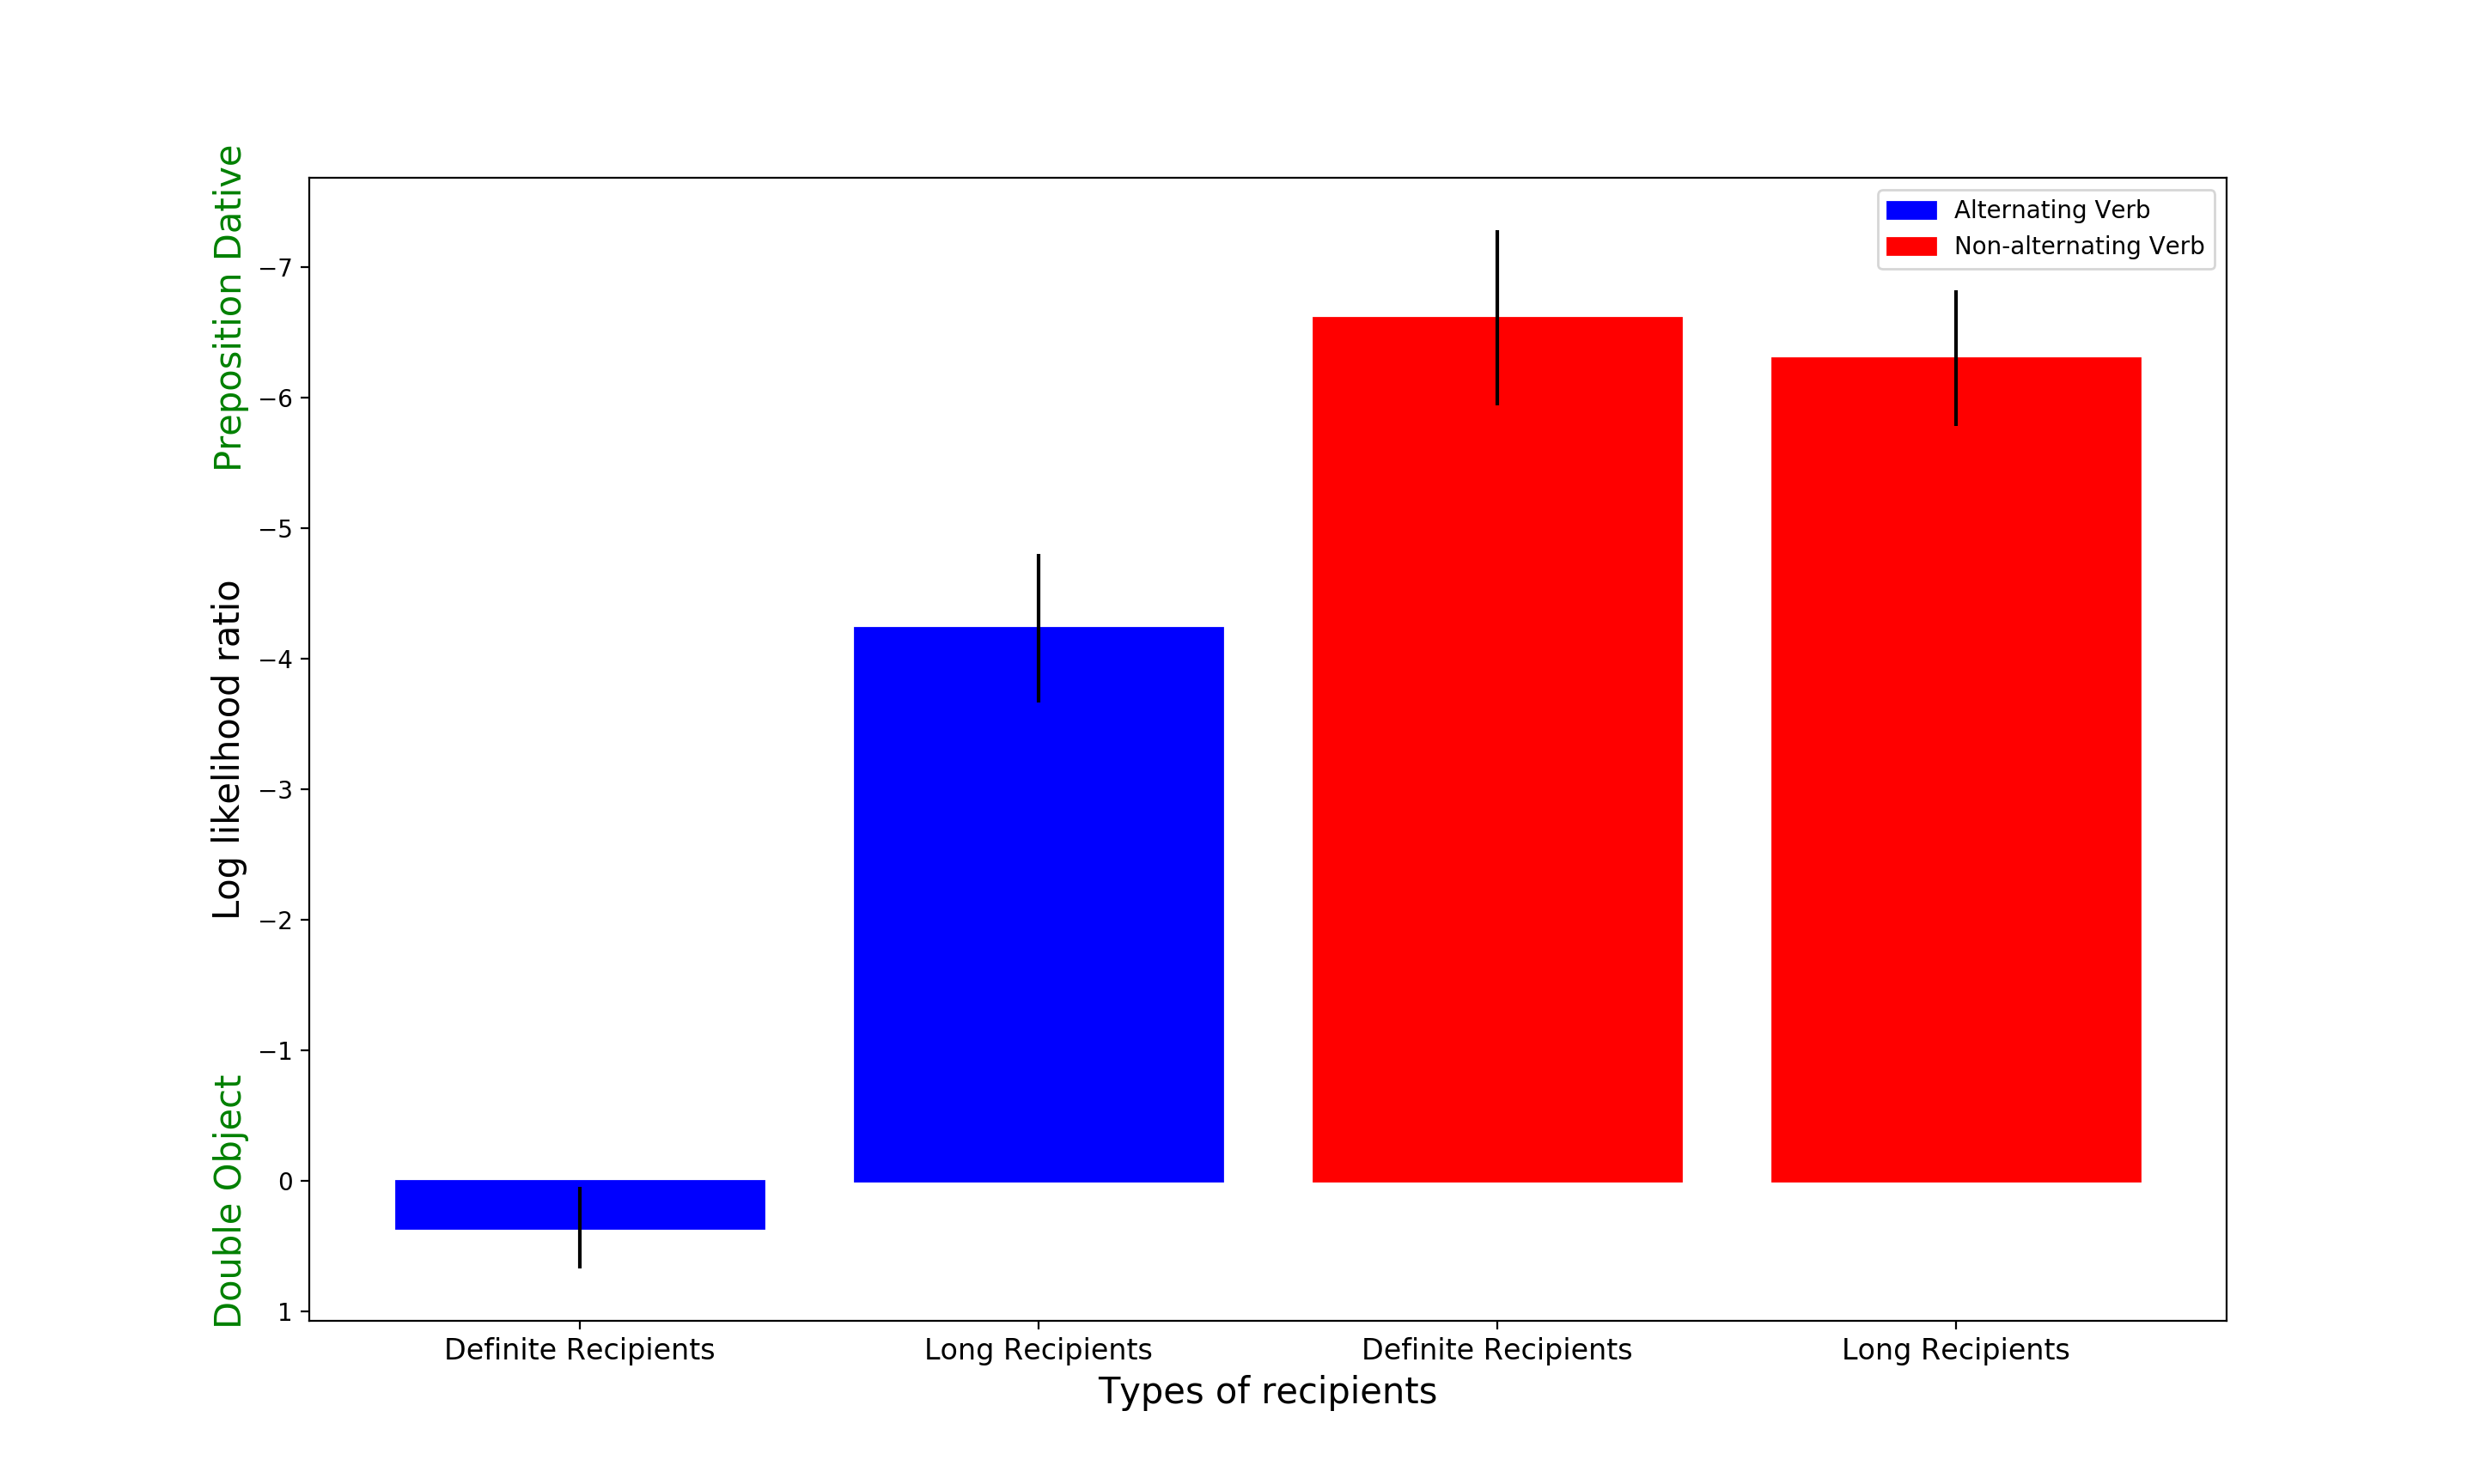 Preposition Dative
Log likelihood ratio
Double Object
−7
−6
−5
−4
−3
−2
−1
0
1
Alternating Verb
Non-alternating Verb
Definite Recipients
Long Recipients
Definite Recipients
Long Recipients
Types of recipients